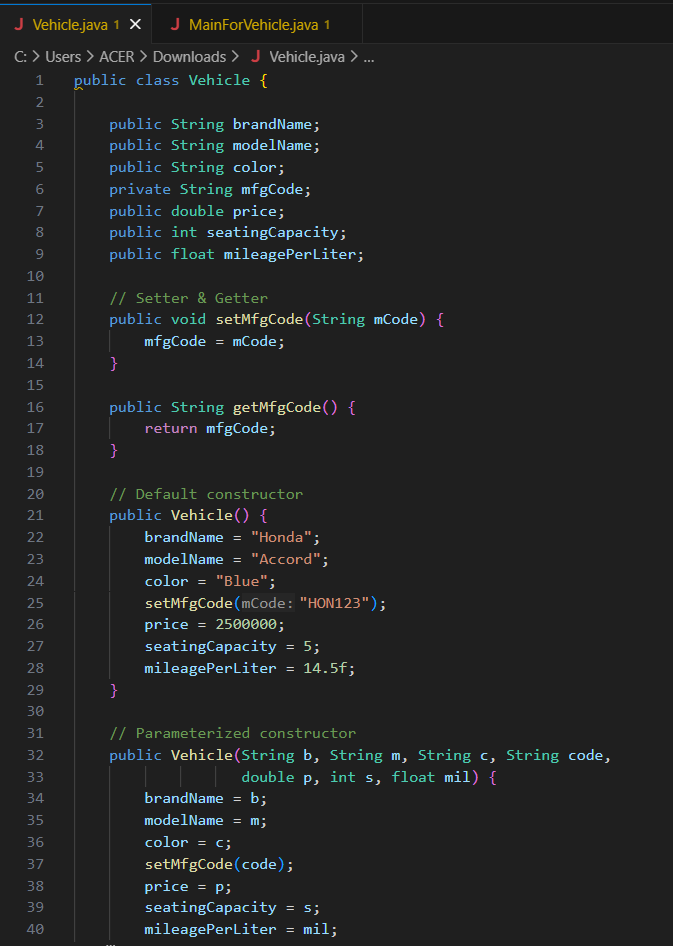 J Vehicle.java 1 × J MainForVehicle.java 1
C: > Users > ACER > Downloads > J Vehicle.java > ...
1 public class Vehicle {
2
3     public String brandName;
4     public String modelName;
5     public String color;
6     private String mfgCode;
7     public double price;
8     public int seatingCapacity;
9     public float mileagePerLiter;
10
11     // Setter & Getter
12     public void setMfgCode(String mCode) {
13         mfgCode = mCode;
14     }
15
16     public String getMfgCode() {
17         return mfgCode;
18     }
19
20     // Default constructor
21     public Vehicle() {
22         brandName = "Honda";
23         modelName = "Accord";
24         color = "Blue";
25         setMfgCode(mCode: "HON123");
26         price = 2500000;
27         seatingCapacity = 5;
28         mileagePerLiter = 14.5f;
29     }
30
31     // Parameterized constructor
32     public Vehicle(String b, String m, String c, String code,
33                    double p, int s, float mil) {
34         brandName = b;
35         modelName = m;
36         color = c;
37         setMfgCode(code);
38         price = p;
39         seatingCapacity = s;
40         mileagePerLiter = mil;